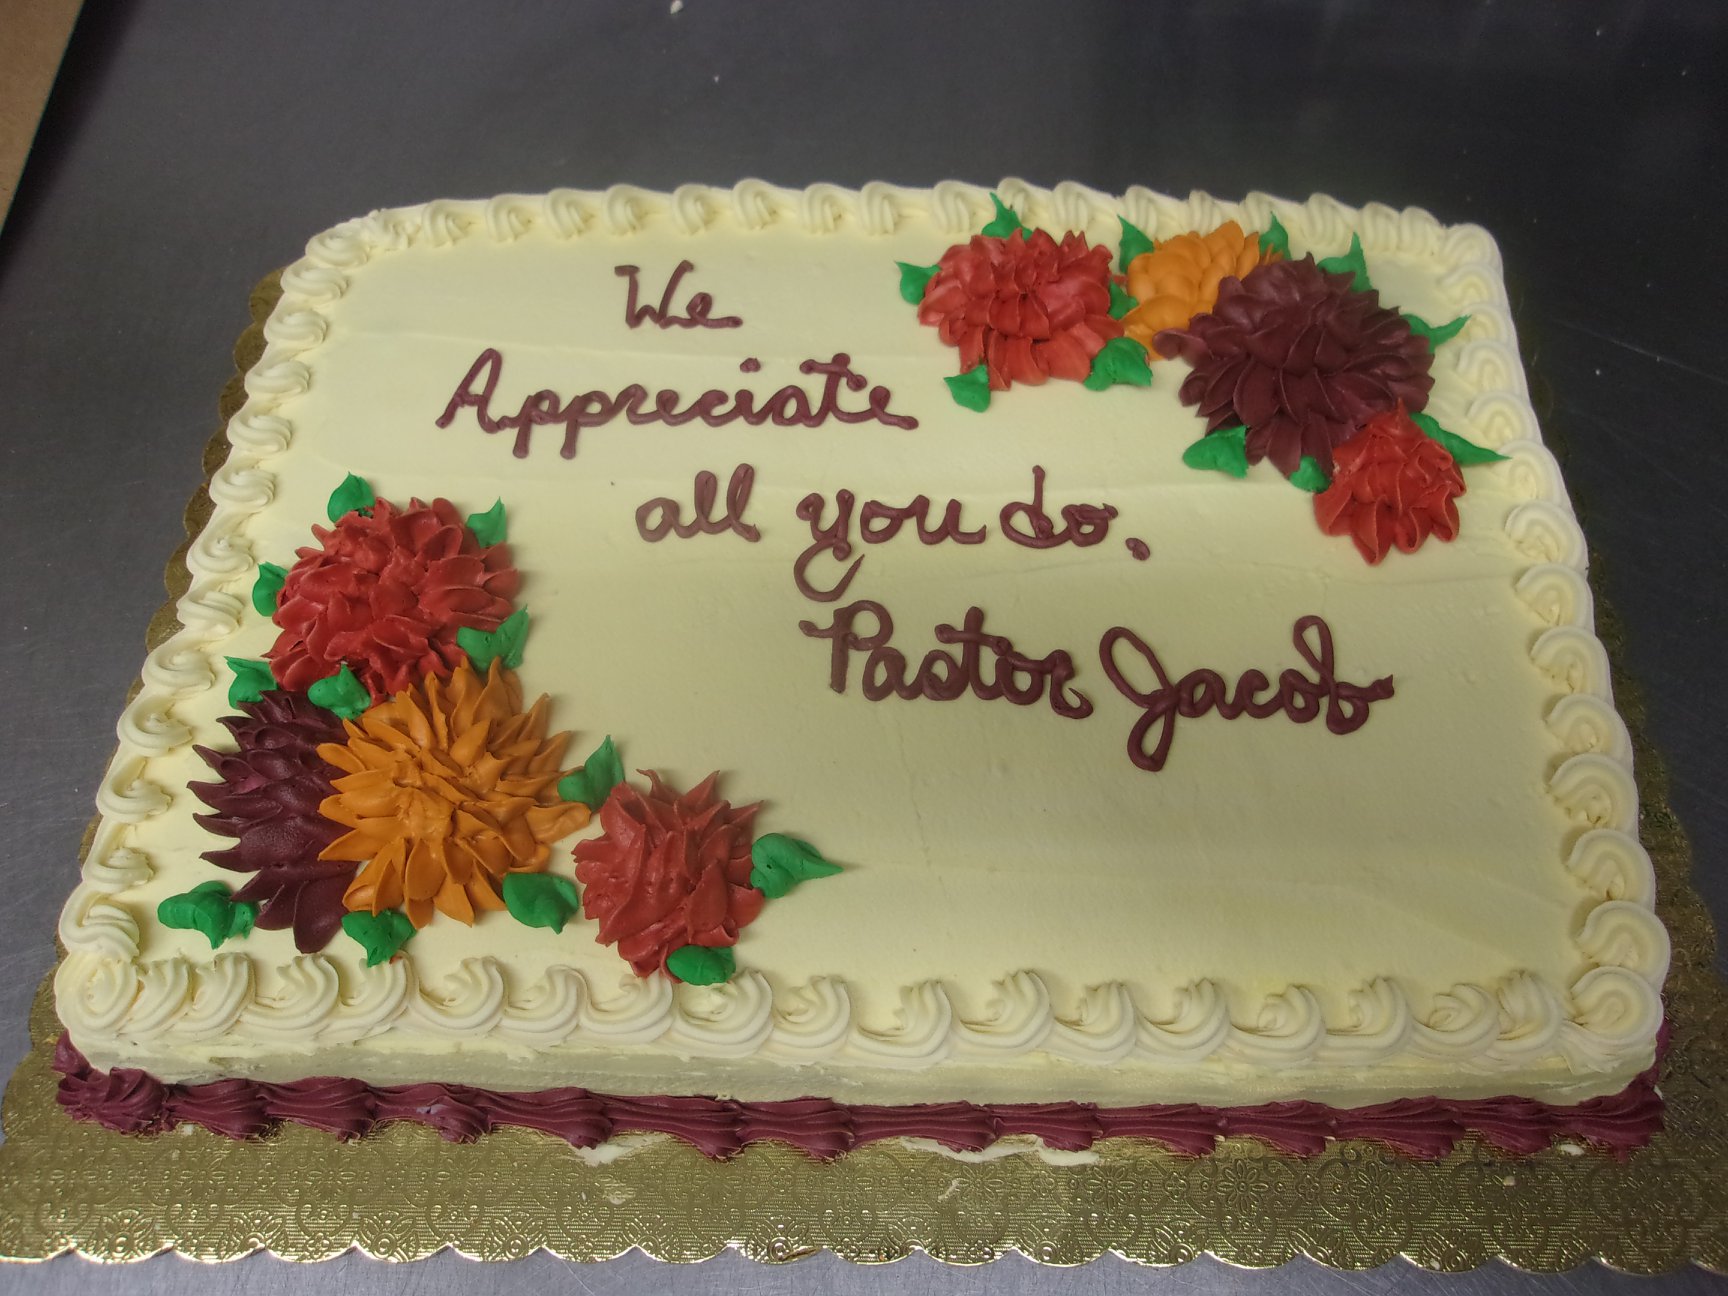 We
Appreciate
all you do.
Pastor Jacob